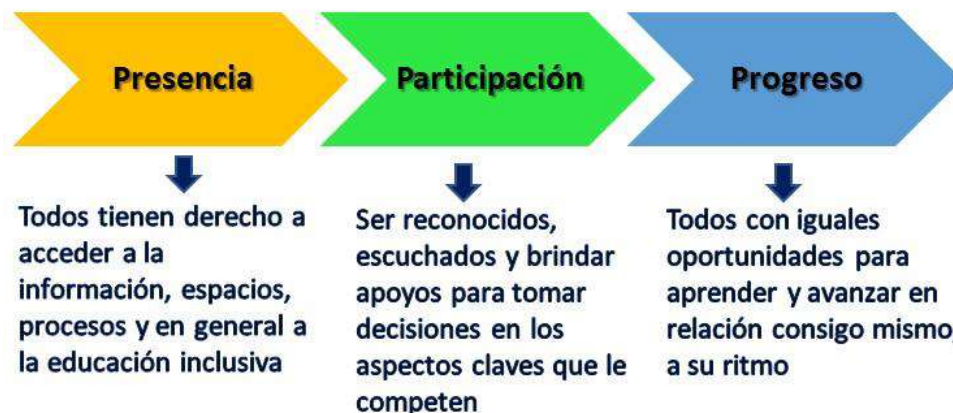 Presencia
Participación
Progreso
Todos tienen derecho a
acceder a la
información, espacios,
procesos y en general a
la educación inclusiva
Ser reconocidos,
escuchados y brindar
apoyos para tomar
decisiones en los
aspectos claves que le
competen
Todos con iguales
oportunidades para
aprender y avanzar en
relación consigo mismo,
a su ritmo